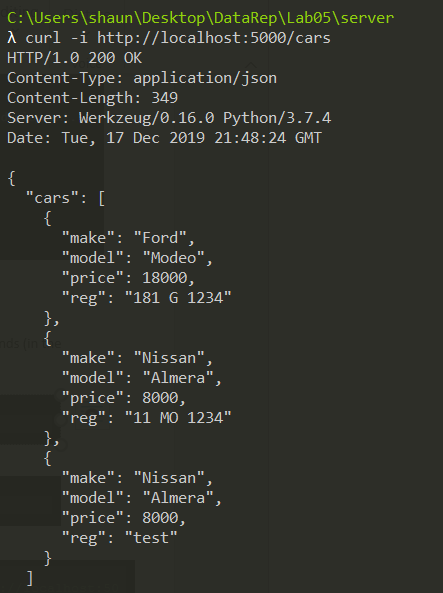 C:\Users\shaun\Desktop\DataRep\Lab05\server
λ curl -i http://localhost:5000/cars
HTTP/1.0 200 OK
Content-Type: application/json
Content-Length: 349
Server: Werkzeug/0.16.0 Python/3.7.4
Date: Tue, 17 Dec 2019 21:48:24 GMT

{
  "cars": [
    {
      "make": "Ford",
      "model": "Modeo",
      "price": 18000,
      "reg": "181 G 1234"
    },
    {
      "make": "Nissan",
      "model": "Almera",
      "price": 8000,
      "reg": "11 MO 1234"
    },
    {
      "make": "Nissan",
      "model": "Almera",
      "price": 8000,
      "reg": "test"
    }
  ]